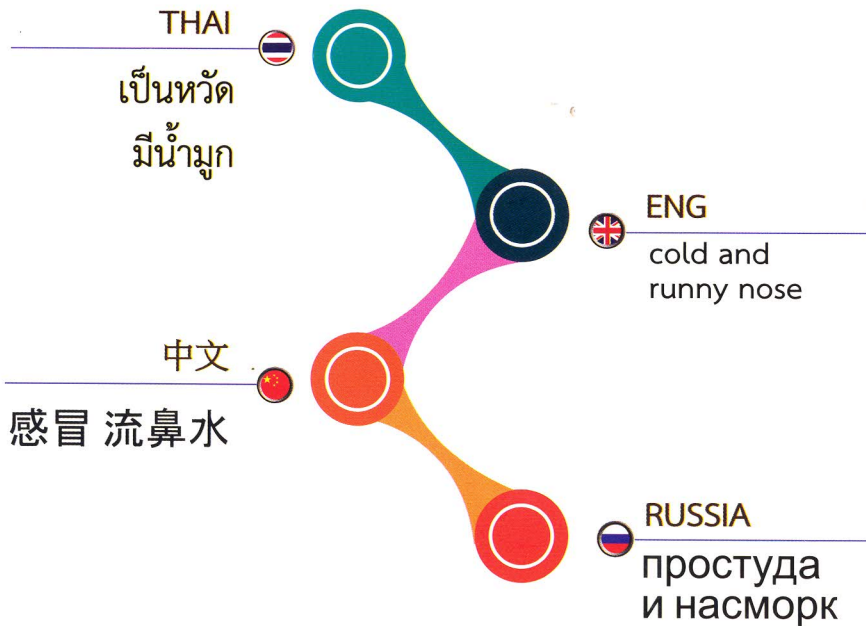 THAI
เป็นหวัด
มีน้ำมูก
ENG
cold and
runny nose
中文
感冒 流鼻水
RUSSIA
простуда
и насморк